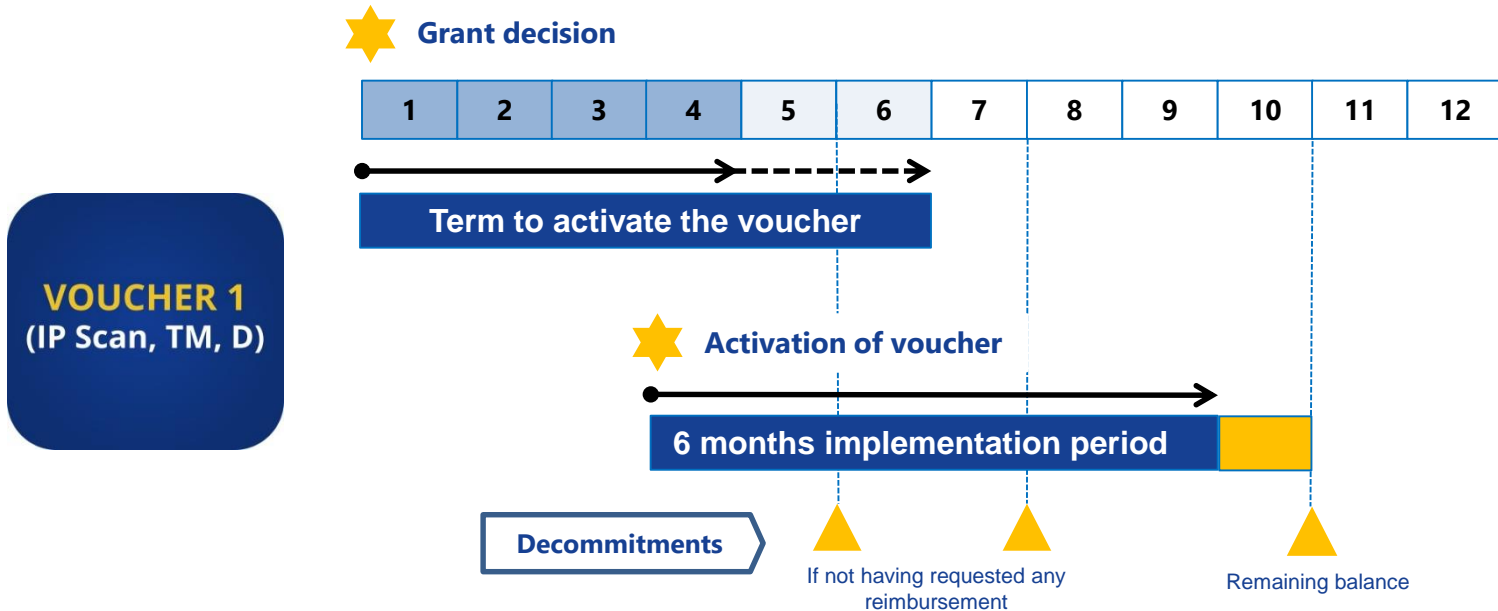 Grant decision
1 2 3 4 5 6 7 8 9 10 11 12
Term to activate the voucher
VOUCHER 1
(IP Scan, TM, D)
Activation of voucher
6 months implementation period
Decommitments
If not having requested any
reimbursement
Remaining balance